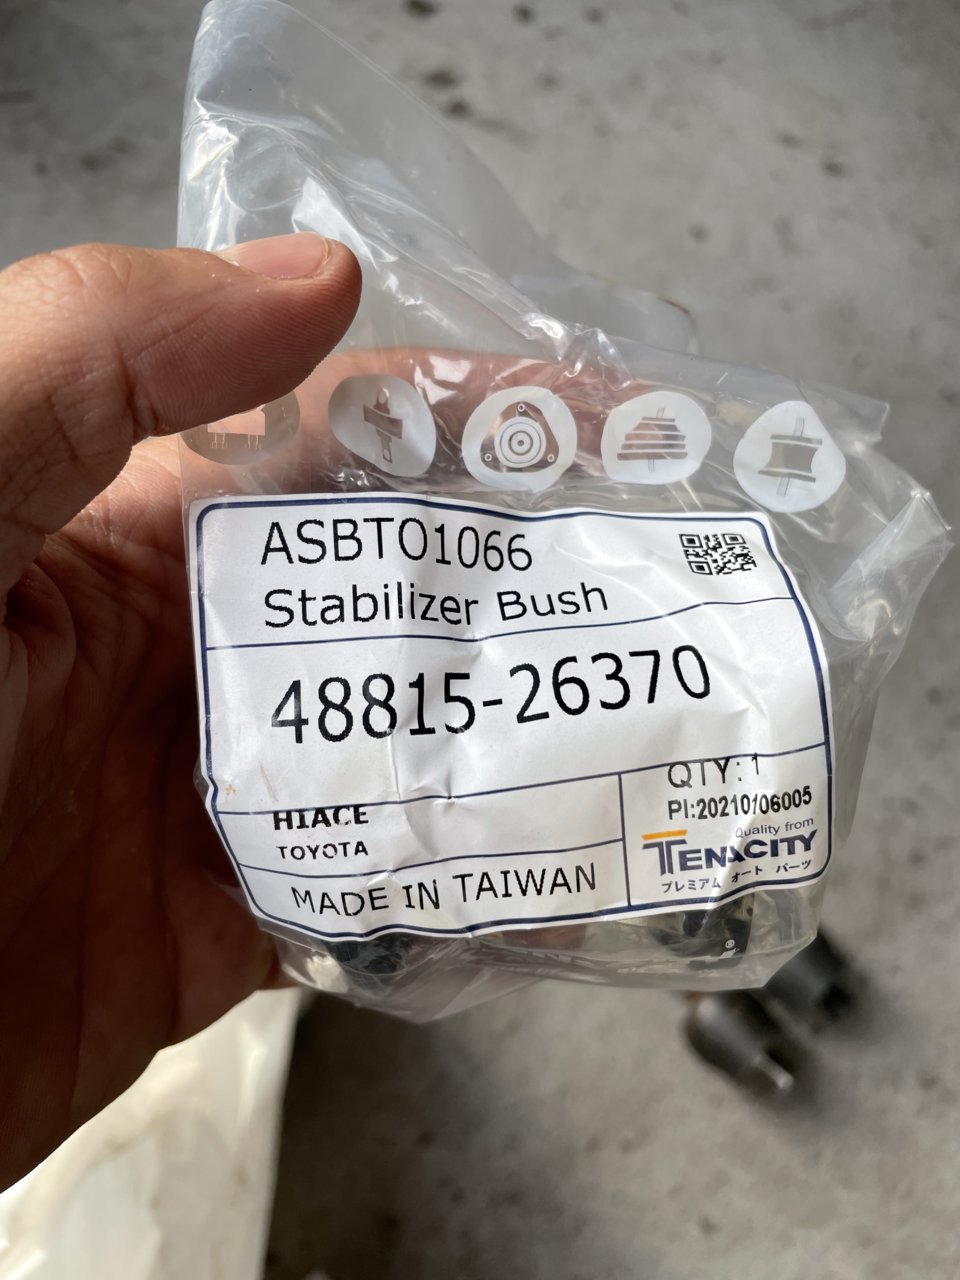 ASBTO1066
Stabilizer Bush
48815-26370
QTY: 1
PI:20210106005
HIACE
TOYOTA
MADE IN TAIWAN
Quality from
TENACITY
プレミアム オート パーツ
®